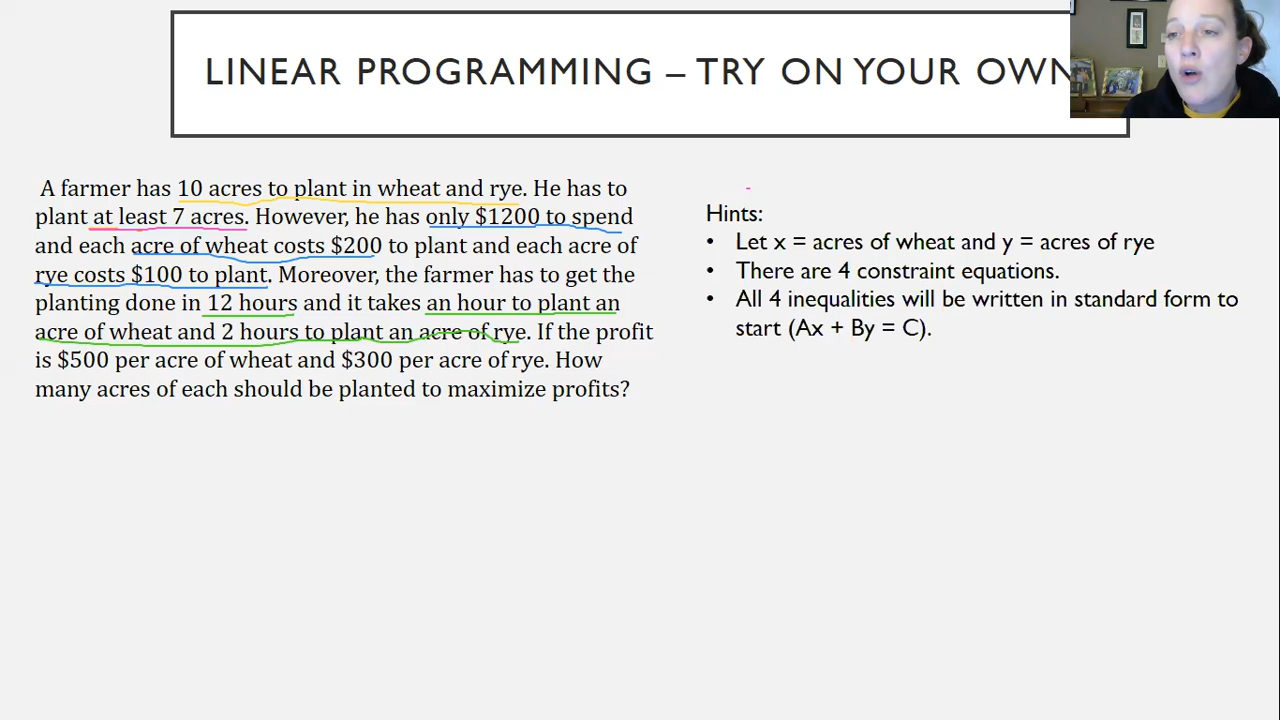 LINEAR PROGRAMMING – TRY ON YOUR OWN
A farmer has 10 acres to plant in wheat and rye. He has to
plant at least 7 acres. However, he has only $1200 to spend
and each acre of wheat costs $200 to plant and each acre of
rye costs $100 to plant. Moreover, the farmer has to get the
planting done in 12 hours and it takes an hour to plant an
acre of wheat and 2 hours to plant an acre of rye. If the profit
is $500 per acre of wheat and $300 per acre of rye. How
many acres of each should be planted to maximize profits?
Hints:
• Let x = acres of wheat and y = acres of rye
• There are 4 constraint equations.
• All 4 inequalities will be written in standard form to
start (Ax + By = C).